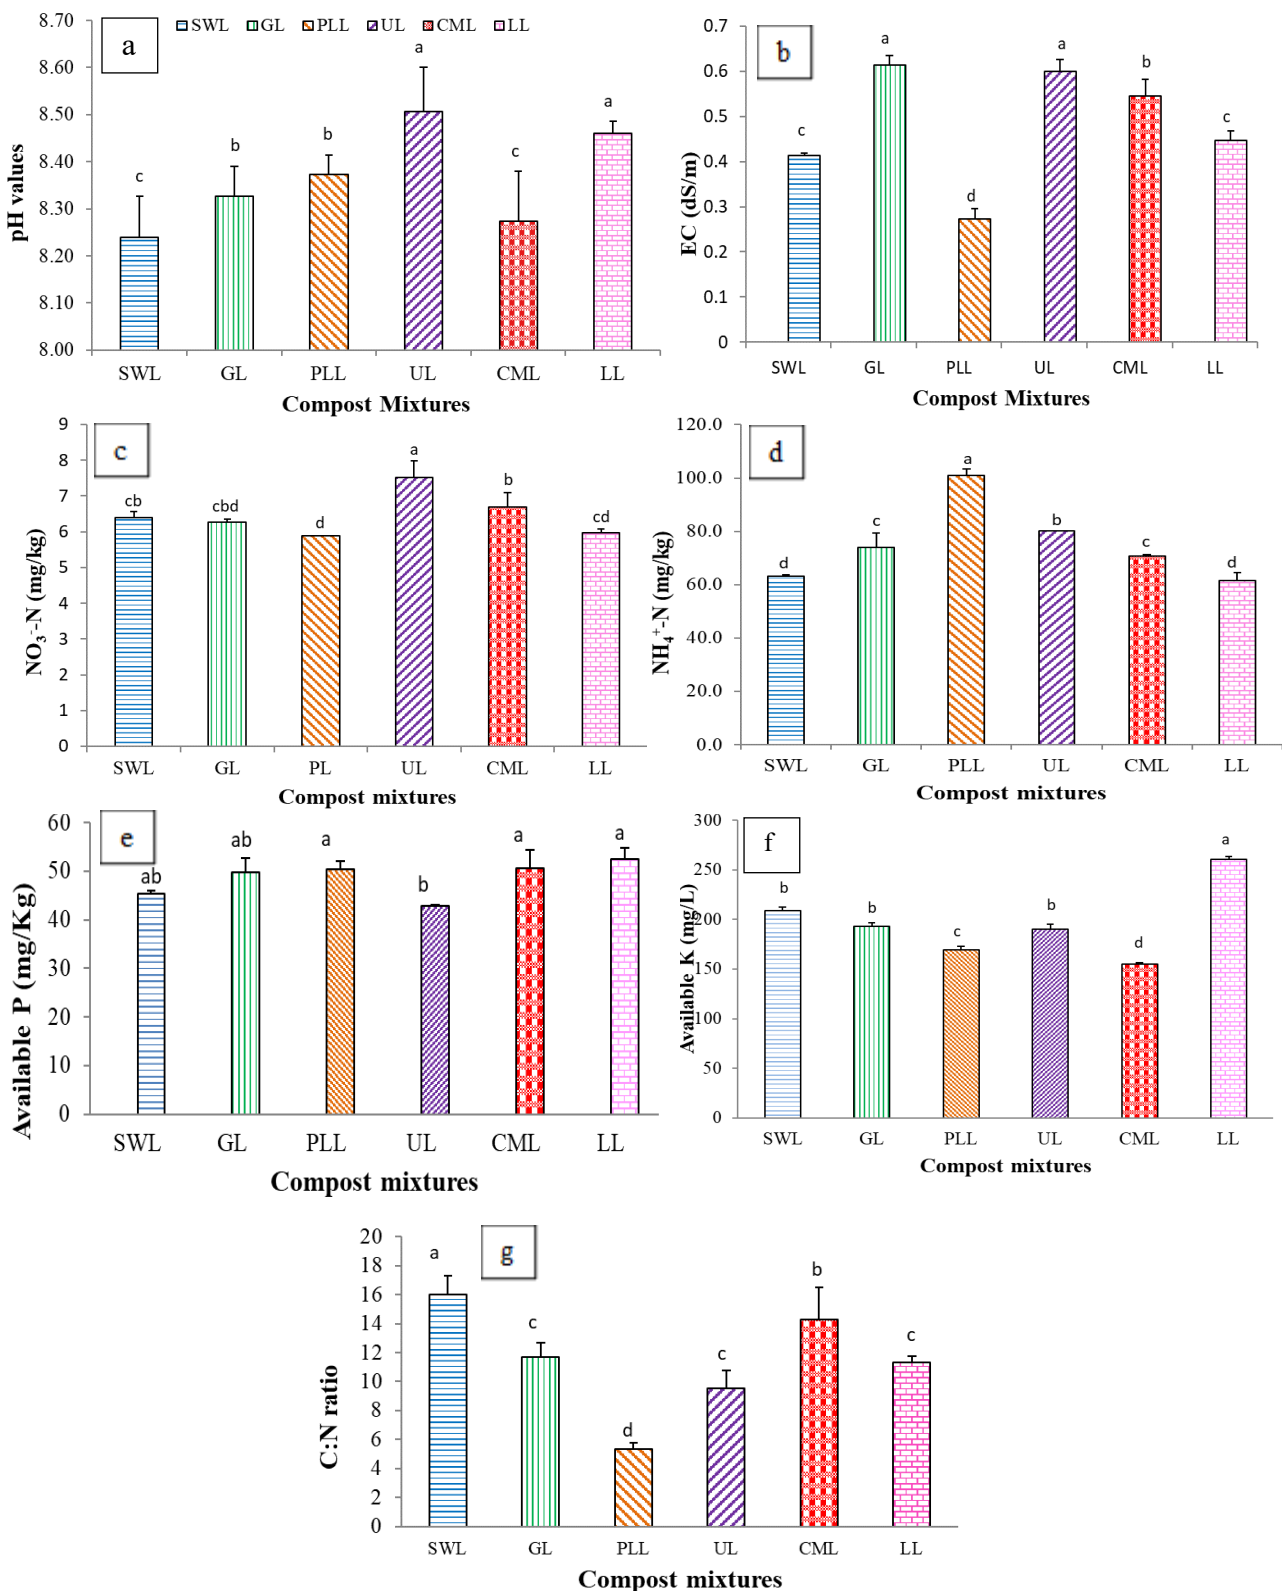 a
SWL GL PLL UL CML LL
8.70
8.60
8.50
8.40
8.30
8.20
8.10
8.00
pH values
c
b
b
a
c
a
SWL GL PLL UL CML LL
Compost Mixtures
b
0.7
0.6
0.5
0.4
0.3
0.2
0.1
0
EC (dS/m)
c
a
d
a
b
c
SWL GL PLL UL CML LL
Compost Mixtures
c
9
8
7
6
5
4
3
2
1
0
NO₃⁻-N (mg/kg)
cb
cbd
d
a
b
cd
SWL GL PL UL CML LL
Compost mixtures
d
120.0
100.0
80.0
60.0
40.0
20.0
0.0
NH₄⁺-N (mg/kg)
d
c
a
b
c
d
SWL GL PLL UL CML LL
Compost mixtures
e
60
50
40
30
20
10
0
Available P (mg/Kg)
ab
ab
a
b
a
a
SWL GL PLL UL CML LL
Compost mixtures
f
300
250
200
150
100
50
0
Available K (mg/L)
b
b
c
b
d
a
SWL GL PLL UL CML LL
Compost mixtures
g
20
18
16
14
12
10
8
6
4
2
0
C:N ratio
a
c
d
c
b
c
SWL GL PLL UL CML LL
Compost mixtures